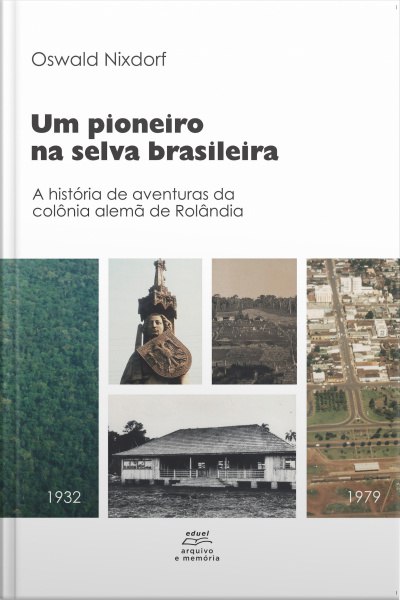 Oswald Nixdorf
Um pioneiro
na selva brasileira
A história de aventuras da
colônia alemã de Rolândia
1932
1979
eduel
arquivo
e memória